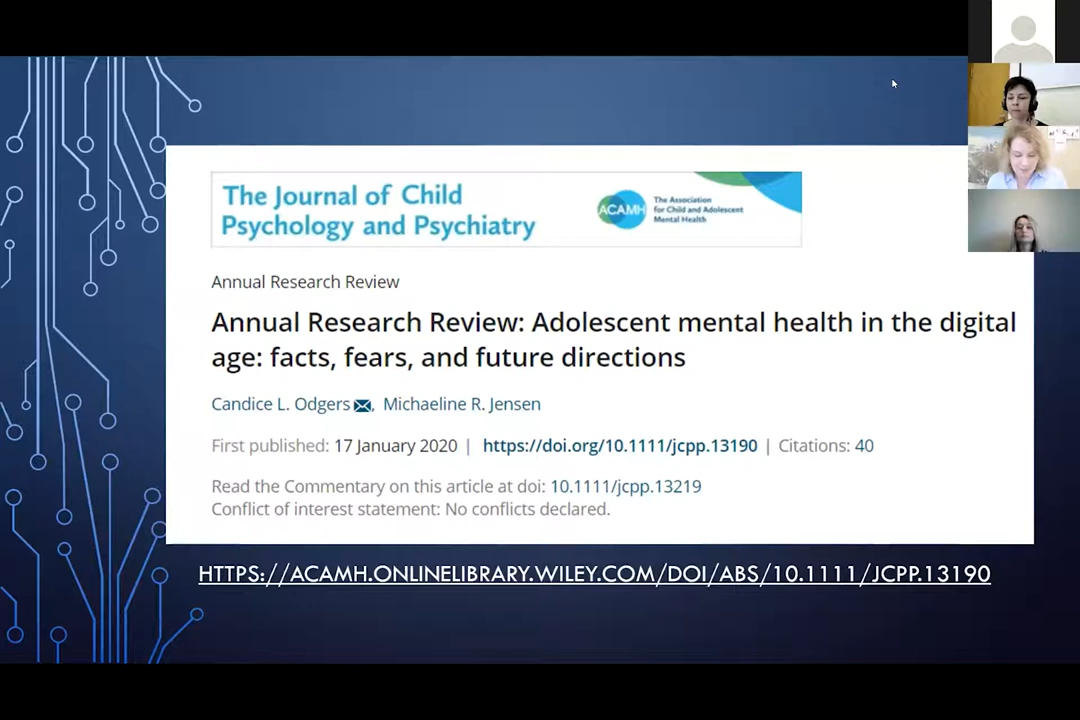 The Journal of Child
Psychology and Psychiatry
ACAMH
The Association
for Child and Adolescent
Mental Health
Annual Research Review
Annual Research Review: Adolescent mental health in the digital
age: facts, fears, and future directions
Candice L. Odgers, Michaeline R. Jensen
First published: 17 January 2020 | https://doi.org/10.1111/jcpp.13190 | Citations: 40
Read the Commentary on this article at doi: 10.1111/jcpp.13219
Conflict of interest statement: No conflicts declared.
HTTPS://ACAMH.ONLINELIBRARY.WILEY.COM/DOI/ABS/10.1111/JCPP.13190